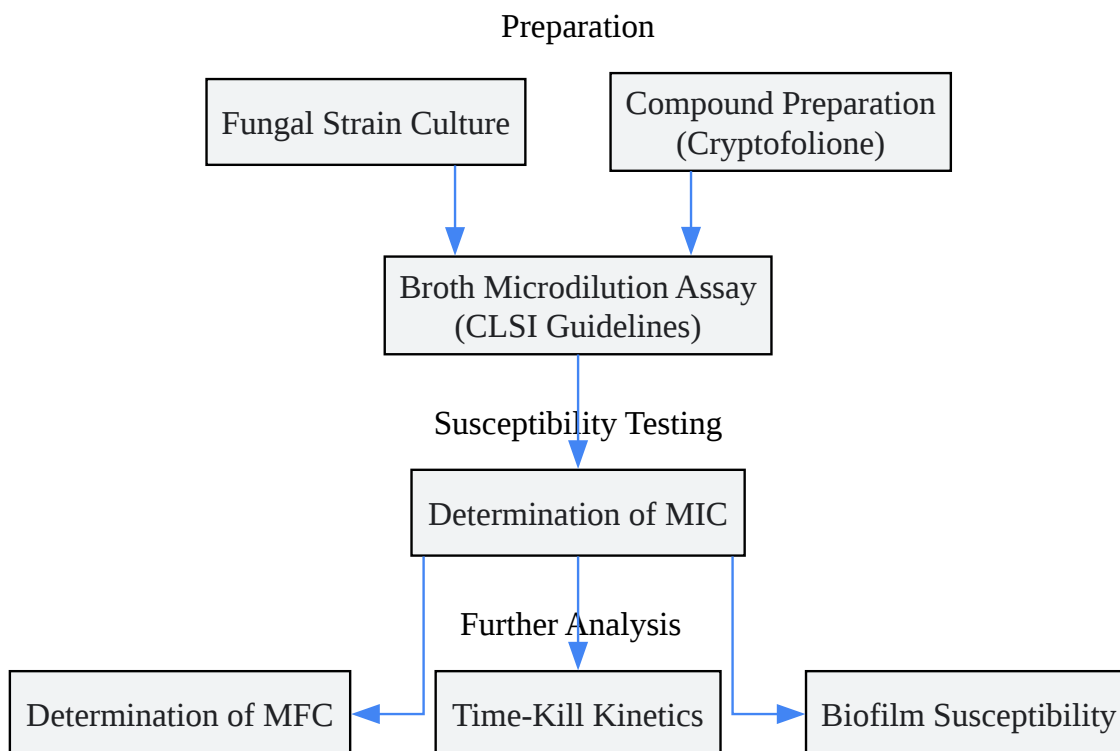 Preparation
Fungal Strain Culture
Compound Preparation
(Cryptofolione)
Broth Microdilution Assay
(CLSI Guidelines)
Susceptibility Testing
Determination of MIC
Further Analysis
Determination of MFC
Time-Kill Kinetics
Biofilm Susceptibility